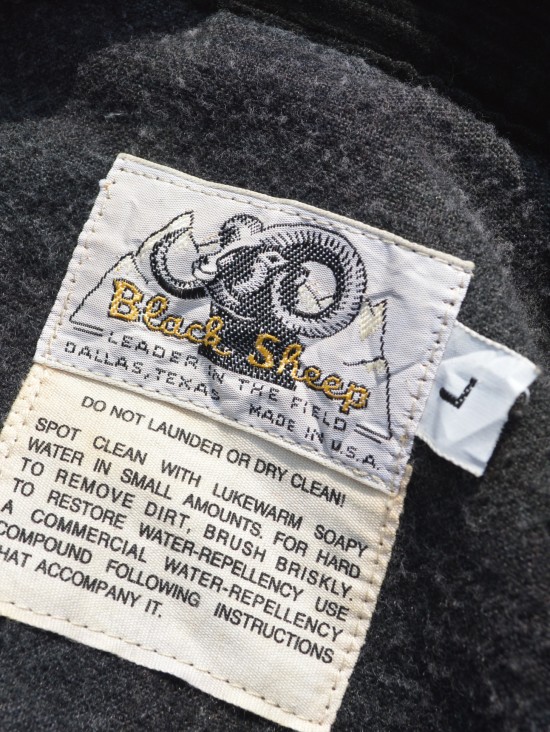 Black Sheep
LEADER IN THE FIELD
DALLAS, TEXAS MADE IN U.S.A.
L
DO NOT LAUNDER OR DRY CLEAN!
SPOT CLEAN WITH LUKEWARM SOAPY
WATER IN SMALL AMOUNTS. FOR HARD
TO REMOVE DIRT, BRUSH BRISKLY.
TO RESTORE WATER-REPELLENCY USE
A COMMERCIAL WATER-REPELLENCY
COMPOUND FOLLOWING INSTRUCTIONS
HAT ACCOMPANY IT.